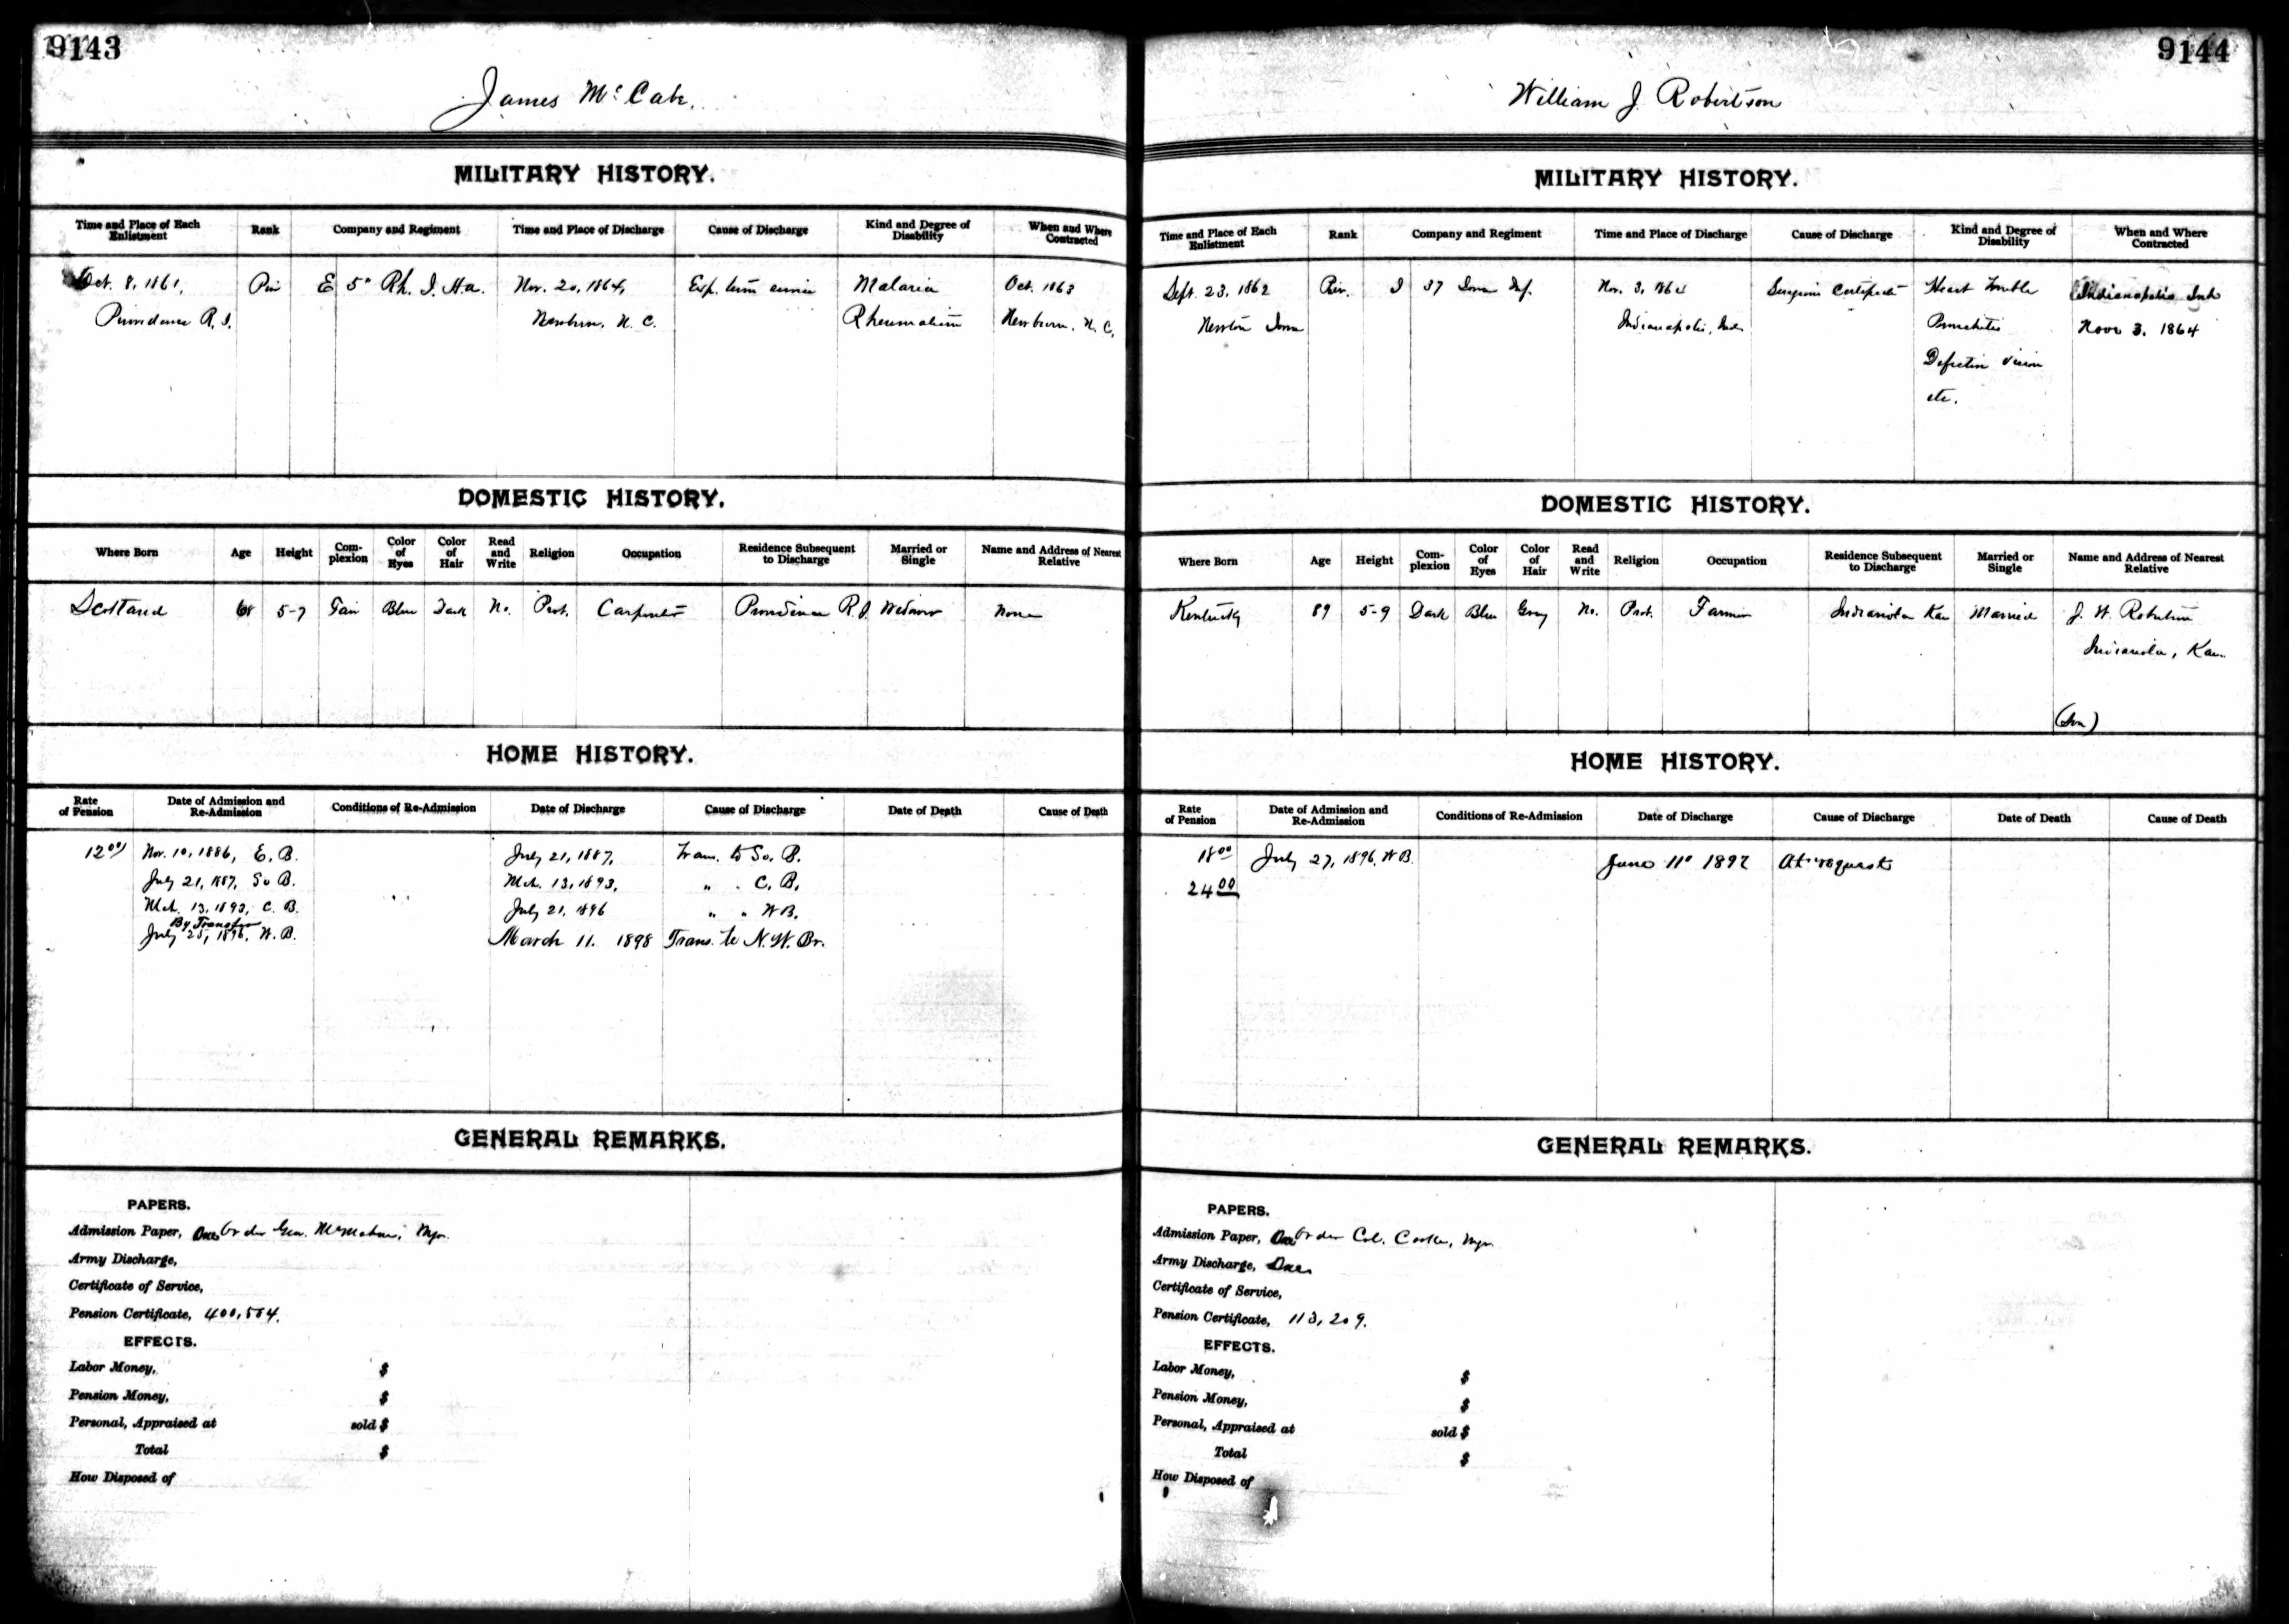 9143
James McCabe.
MILITARY HISTORY.
Time and Place of Each Enlistment
Rank
Company and Regiment
Time and Place of Discharge
Cause of Discharge
Kind and Degree of Disability
When and Where Contracted
Oct. 8, 1861, Priv E 5" Rh. I. H.a. Nov. 20, 1864, Exp. term service Malaria Oct. 1863
Providence R.I. Newbern, N.C. Rheumatism Newbern, N.C.
DOMESTIC HISTORY.
Where Born
Age
Height
Com-plexion
Color of Eyes
Color of Hair
Read and Write
Religion
Occupation
Residence Subsequent to Discharge
Married or Single
Name and Address of Nearest Relative
Scotland 68 5-7 Fair Blue Dark No. Prot. Carpenter Providence R.I. Widower None
HOME HISTORY.
Rate of Pension
Date of Admission and Re-Admission
Conditions of Re-Admission
Date of Discharge
Cause of Discharge
Date of Death
Cause of Death
12 00 Nov. 10, 1886, E. B. July 21, 1887, Tran. to So. B.
July 21, 1887, So B. Mch. 13, 1893, " " C. B.
Mch. 13, 1893, C. B. July 21, 1896 " " W B.
By Transfer
July 25, 1896, W. B. March 11. 1898 Trans. to N. W. Br.
GENERAL REMARKS.
PAPERS.
Admission Paper, One Order Gen. McMahon, Mgr.
Army Discharge,
Certificate of Service,
Pension Certificate, 400,554.
EFFECTS.
Labor Money, $
Pension Money, $
Personal, Appraised at sold $
Total $
How Disposed of
9144
William J. Robertson
MILITARY HISTORY.
Time and Place of Each Enlistment
Rank
Company and Regiment
Time and Place of Discharge
Cause of Discharge
Kind and Degree of Disability
When and Where Contracted
Sept. 23, 1862 Priv. I 37 Iowa Inf. Nov. 3, 1864 Surgeons Certificate Heart Trouble Indianapolis Ind
Newton Iowa Indianapolis, Ind. Bronchitis Nov. 3. 1864
Defective vision
etc.
DOMESTIC HISTORY.
Where Born
Age
Height
Com-plexion
Color of Eyes
Color of Hair
Read and Write
Religion
Occupation
Residence Subsequent to Discharge
Married or Single
Name and Address of Nearest Relative
Kentucky 89 5-9 Dark Blue Grey No. Prot. Farmer Indianola Kan Married J. W. Robertson
Indianola, Kan.
(Son)
HOME HISTORY.
Rate of Pension
Date of Admission and Re-Admission
Conditions of Re-Admission
Date of Discharge
Cause of Discharge
Date of Death
Cause of Death
18 00 July 27, 1896, W B. June 11" 1897 At request
24 00
GENERAL REMARKS.
PAPERS.
Admission Paper, One Order Col. Cooke, Mgr.
Army Discharge, One
Certificate of Service,
Pension Certificate, 113,209.
EFFECTS.
Labor Money, $
Pension Money, $
Personal, Appraised at sold $
Total $
How Disposed of